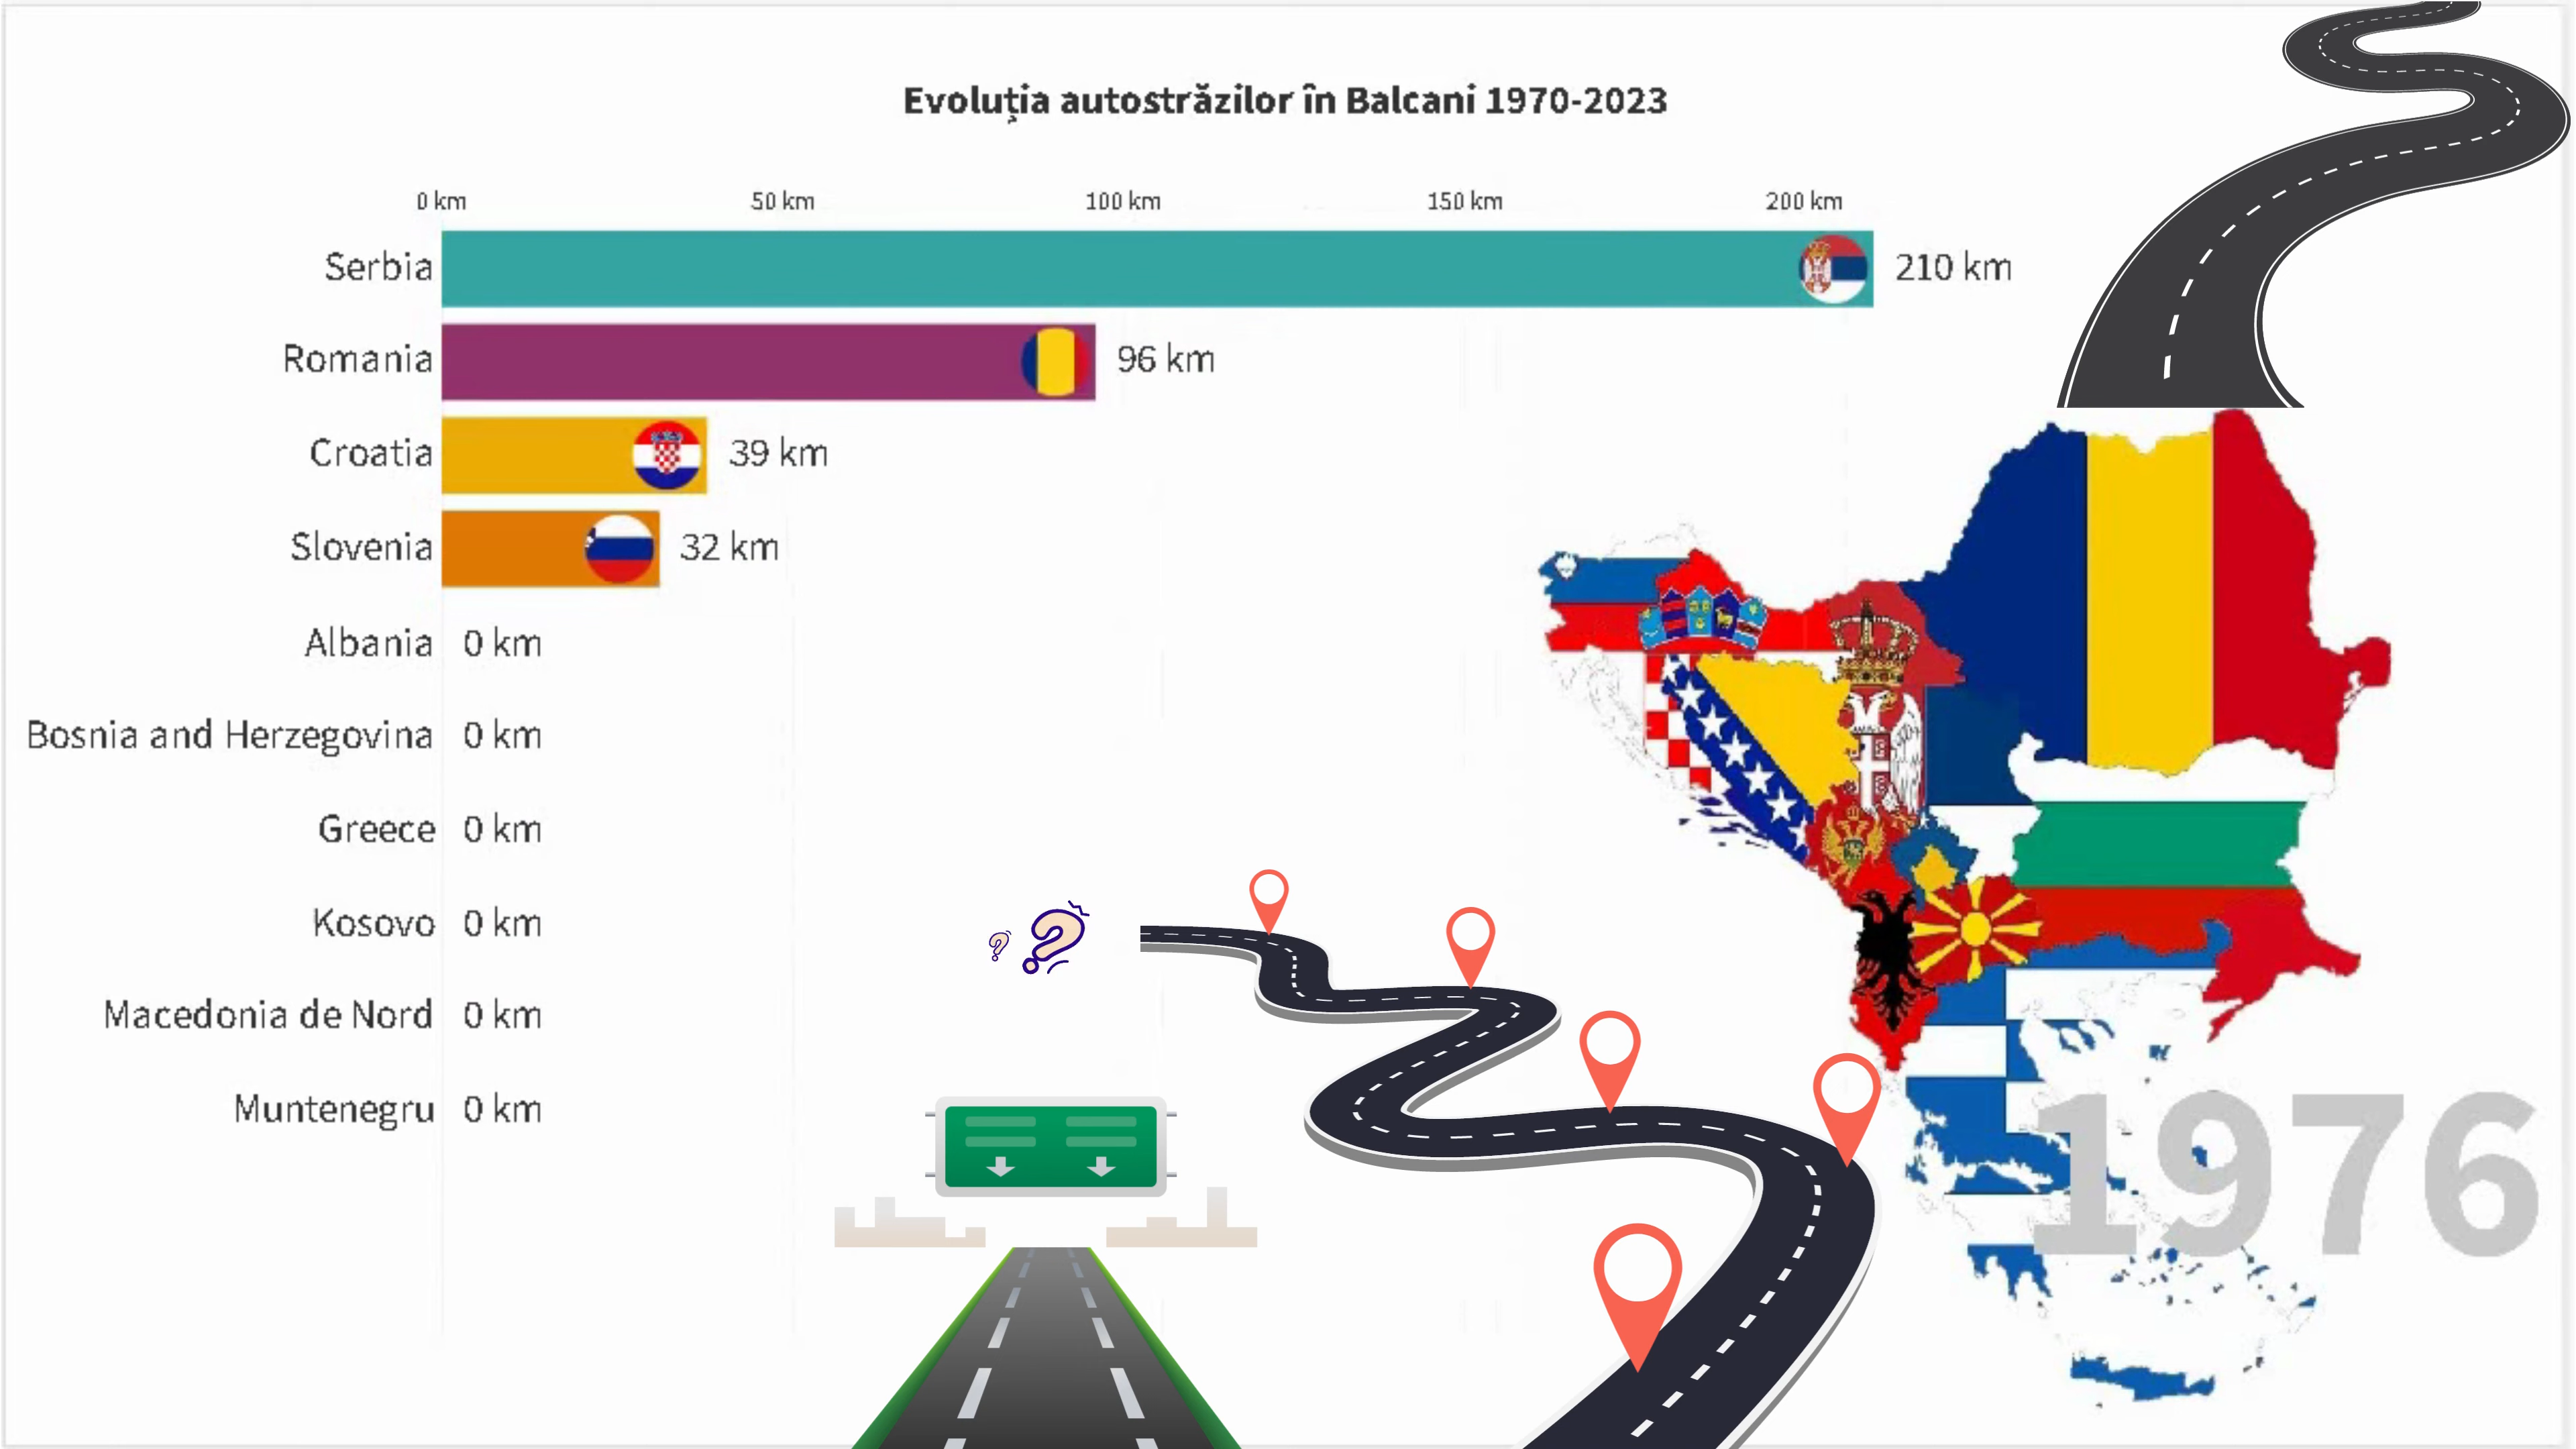 Evoluția autostrăzilor în Balcani 1970-2023
0 km 50 km 100 km 150 km 200 km
Serbia 210 km
Romania 96 km
Croatia 39 km
Slovenia 32 km
Albania 0 km
Bosnia and Herzegovina 0 km
Greece 0 km
Kosovo 0 km
Macedonia de Nord 0 km
Muntenegru 0 km
1976